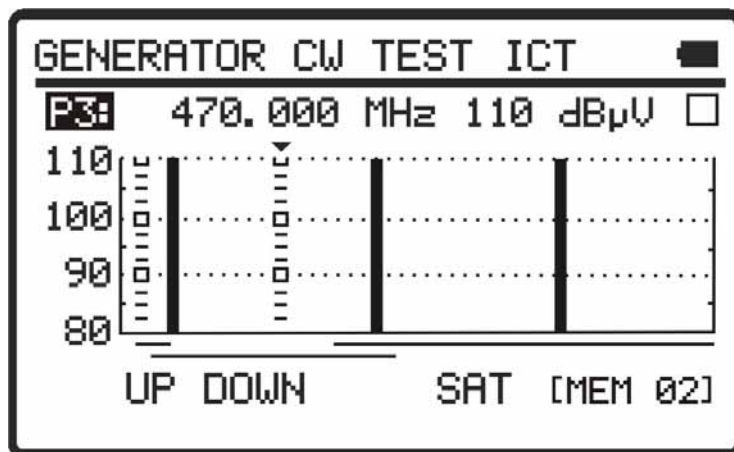 GENERATOR CW TEST ICT
P3: 470.000 MHz 110 dBµV
110
100
90
80
UP DOWN SAT [MEM 02]